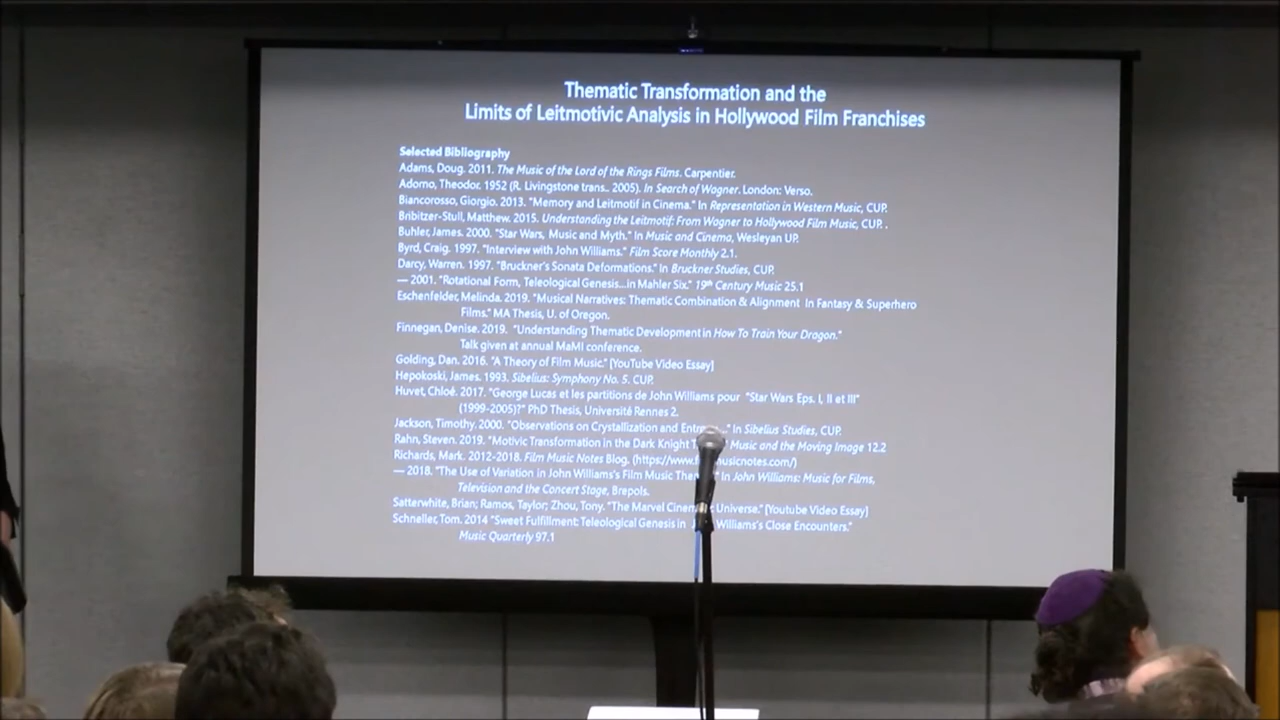 Thematic Transformation and the
Limits of Leitmotivic Analysis in Hollywood Film Franchises
Selected Bibliography
Adams, Doug. 2011. The Music of the Lord of the Rings Films. Carpentier.
Adorno, Theodor. 1952 (R. Livingstone trans.. 2005). In Search of Wagner. London: Verso.
Biancorosso, Giorgio. 2013. "Memory and Leitmotif in Cinema." In Representation in Western Music, CUP.
Bribitzer-Stull, Matthew. 2015. Understanding the Leitmotif: From Wagner to Hollywood Film Music, CUP. .
Buhler, James. 2000. "Star Wars, Music and Myth." In Music and Cinema, Wesleyan UP.
Byrd, Craig. 1997. "Interview with John Williams." Film Score Monthly 2.1.
Darcy, Warren. 1997. "Bruckner's Sonata Deformations." In Bruckner Studies, CUP.
— 2001. "Rotational Form, Teleological Genesis...in Mahler Six." 19th Century Music 25.1
Eschenfelder, Melinda. 2019. "Musical Narratives: Thematic Combination & Alignment In Fantasy & Superhero
Films." MA Thesis, U. of Oregon.
Finnegan, Denise. 2019. "Understanding Thematic Development in How To Train Your Dragon."
Talk given at annual MaMI conference.
Golding, Dan. 2016. "A Theory of Film Music." [YouTube Video Essay]
Hepokoski, James. 1993. Sibelius: Symphony No. 5. CUP.
Huvet, Chloé. 2017. "George Lucas et les partitions de John Williams pour "Star Wars Eps. I, II et III"
(1999-2005)?" PhD Thesis, Université Rennes 2.
Jackson, Timothy. 2000. "Observations on Crystallization and In Sibelius Studies, CUP.
Rahn, Steven. 2019. "Motivic Transformation in the Dark Knight Music and the Moving Image 12.2
Richards, Mark. 2012-2018. Film Music Notes Blog. (https://www.f musicnotes.com/)
— 2018. "The Use of Variation in John Williams's Film Music In John Williams: Music for Films,
Television and the Concert Stage, Brepols.
Satterwhite, Brian; Ramos, Taylor; Zhou, Tony. "The Marvel Universe." [Youtube Video Essay]
Schneller, Tom. 2014 "Sweet Fulfillment: Teleological Genesis in Williams's Close Encounters."
Music Quarterly 97.1